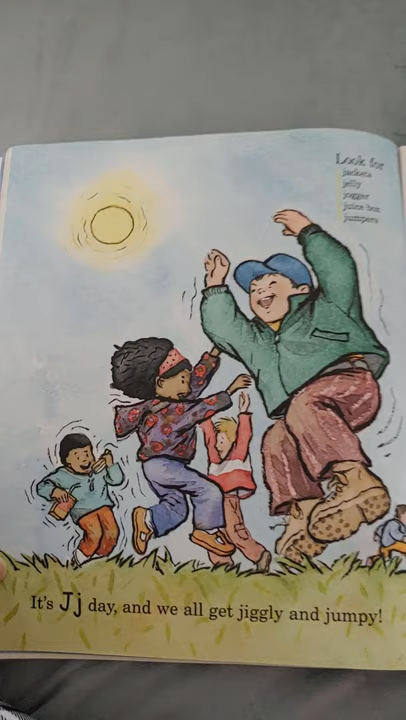 Look for
jackets
jelly
jogger
juice box
jumpers
It's Jj day, and we all get jiggly and jumpy!